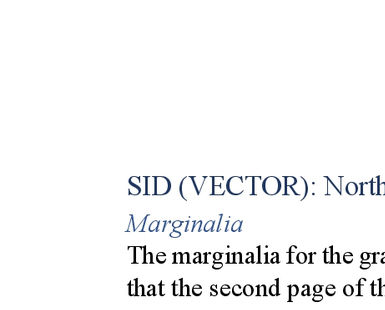 SID (VECTOR): North
Marginalia
The marginalia for the gra
that the second page of th